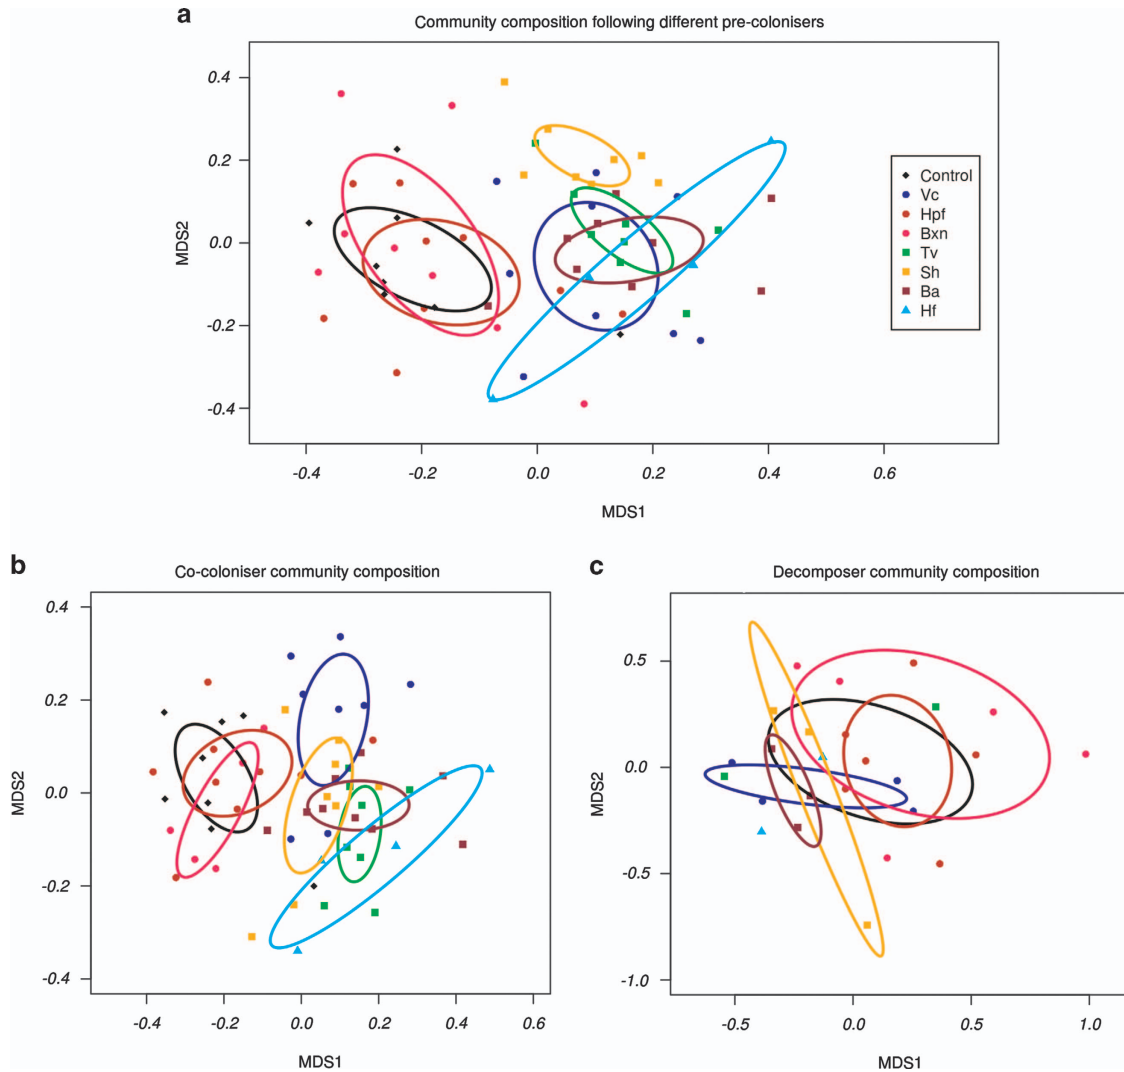 a
Community composition following different pre-colonisers
0.4
0.2
0.0
-0.2
-0.4
MDS2
-0.4 -0.2 0.0 0.2 0.4 0.6
MDS1
Control
Vc
Hpf
Bxn
Tv
Sh
Ba
Hf
b
Co-coloniser community composition
0.4
0.2
0.0
-0.2
-0.4
MDS2
-0.4 -0.2 0.0 0.2 0.4 0.6
MDS1
c
Decomposer community composition
0.5
0.0
-0.5
-1.0
MDS2
-0.5 0.0 0.5 1.0
MDS1